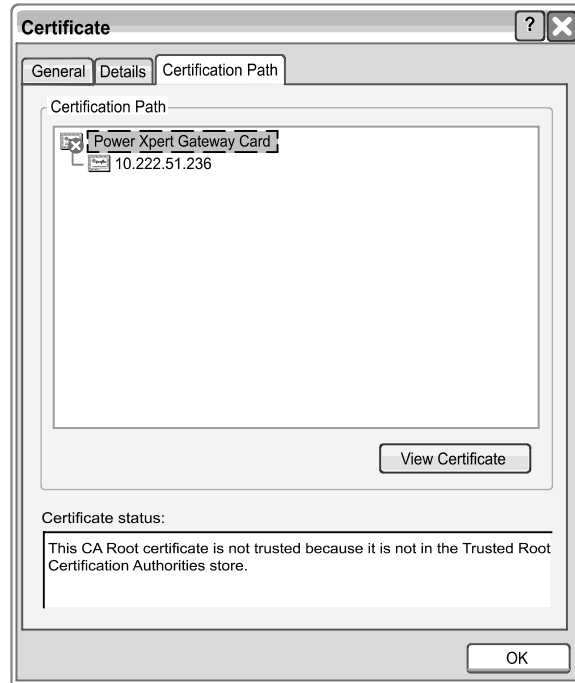 Certificate
?
General Details Certification Path
Certification Path
Power Xpert Gateway Card
10.222.51.236
View Certificate
Certificate status:
This CA Root certificate is not trusted because it is not in the Trusted Root
Certification Authorities store.
OK